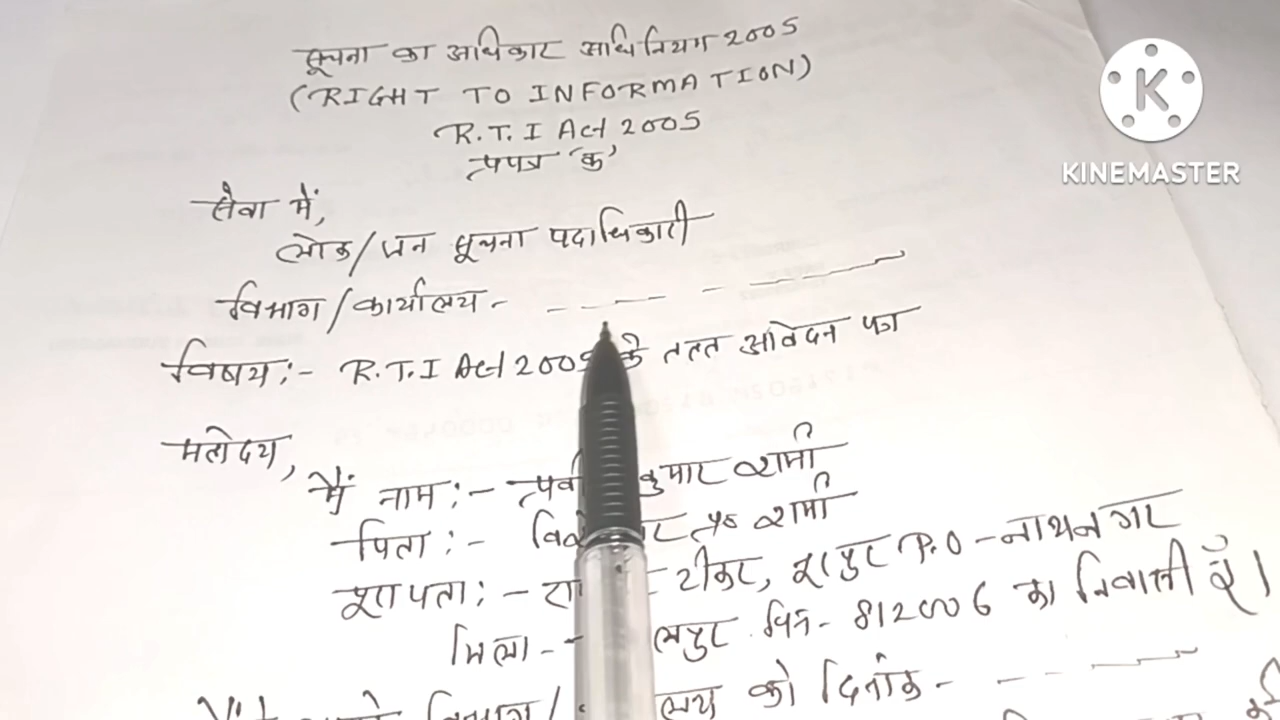 सूचना का अधिकार अधिनियम 2005
(RIGHT TO INFORMATION)
R.T.I Act 2005
प्रपत्र 'क'
सेवा में,
लोक/जन सूचना पदाधिकारी
विभाग/कार्यालय -
विषय:- R.T.I Act 2005 के तहत आवेदन पत्र
महोदय,
मैं नाम:- कुमार शर्मा
पिता:- शर्मा
पूरा पता:- टीकर, P.O - नाथनगर
जिला - पिन - 812006 का निवासी हूँ।
विभाग/ को दिनांक -
KINEMASTER